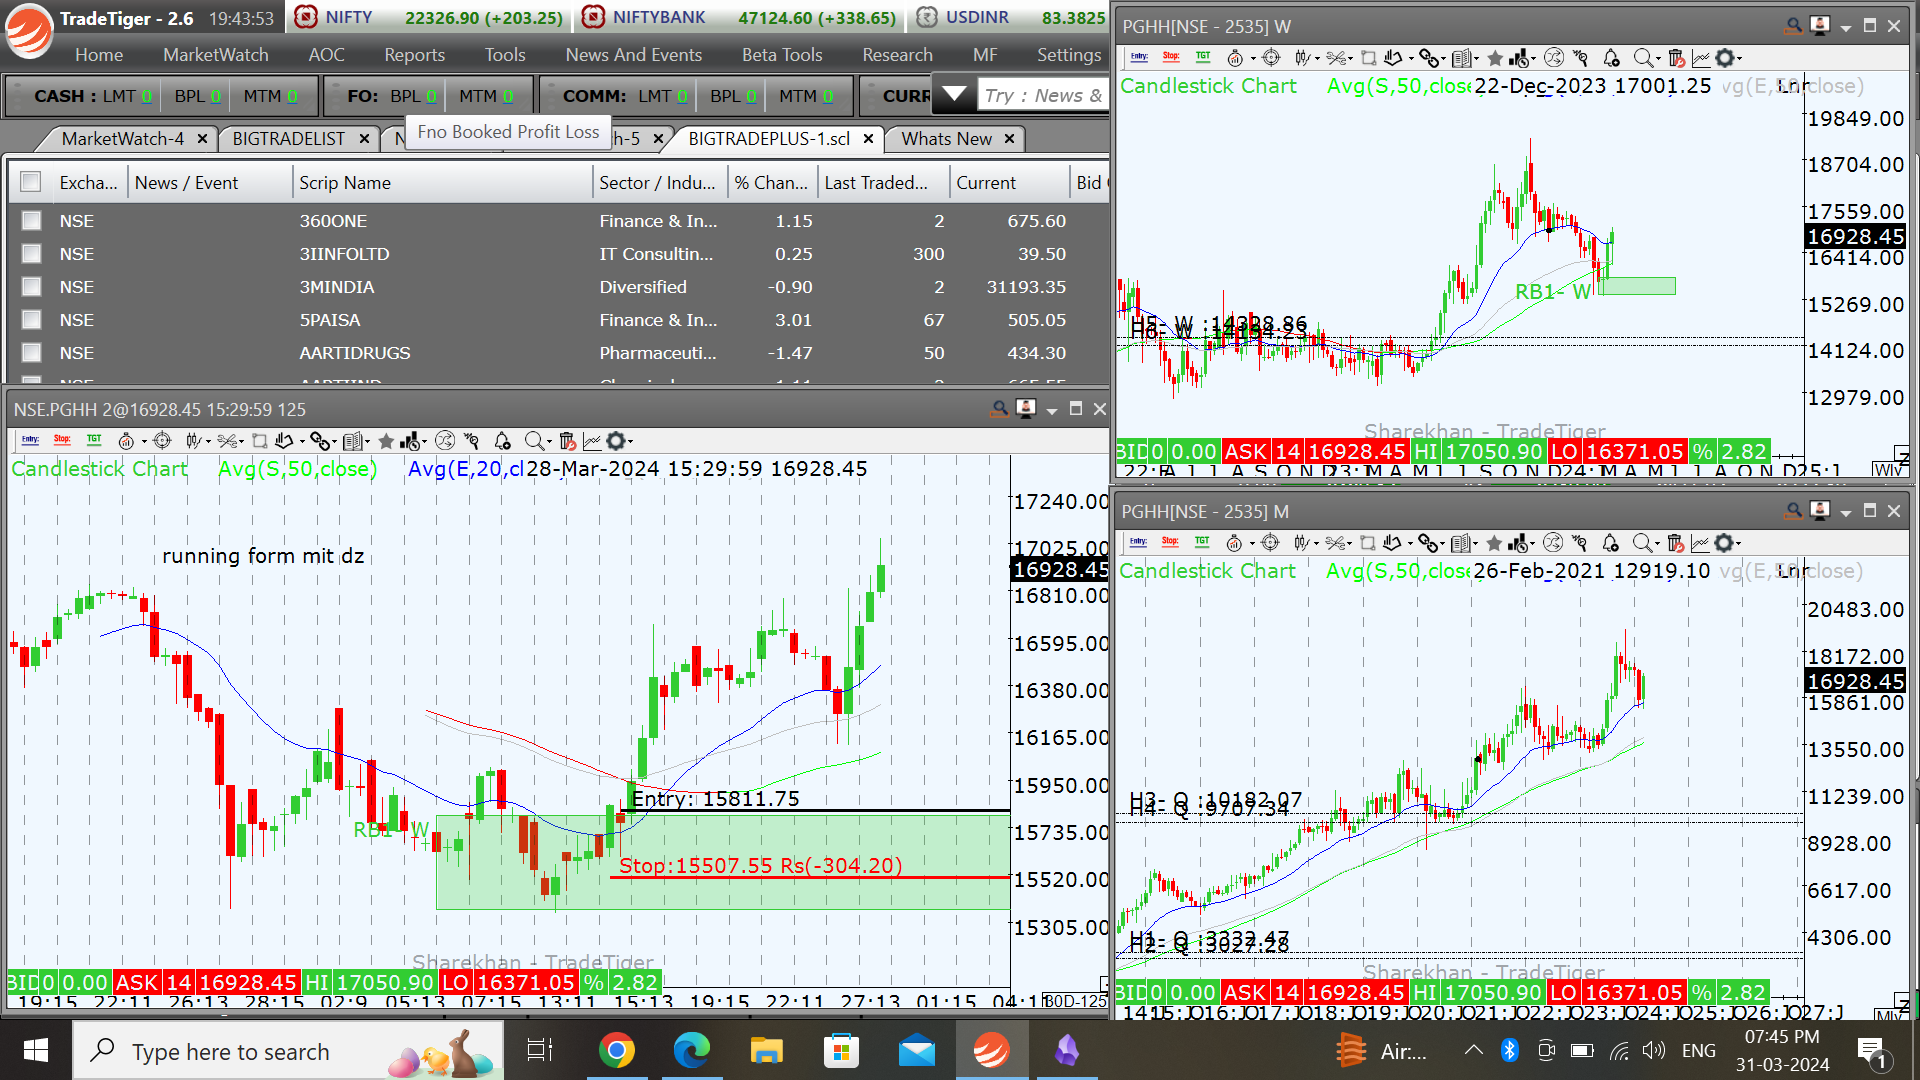 TradeTiger - 2.6 19:43:53 NIFTY 22326.90 (+203.25) NIFTYBANK 47124.60 (+338.65) USDINR 83.3825
Home MarketWatch AOC Reports Tools News And Events Beta Tools Research MF Settings
CASH : LMT 0 BPL 0 MTM 0 FO: BPL 0 MTM 0 COMM: LMT 0 BPL 0 MTM 0 CURR Try : News &
Fno Booked Profit Loss
MarketWatch-4 BIGTRADELIST N h-5 BIGTRADEPLUS-1.scl Whats New
Excha... News / Event Scrip Name Sector / Indu... % Chan... Last Traded... Current Bid
NSE 360ONE Finance & In... 1.15 2 675.60
NSE 3IINFOLTD IT Consultin... 0.25 300 39.50
NSE 3MINDIA Diversified -0.90 2 31193.35
NSE 5PAISA Finance & In... 3.01 67 505.05
NSE AARTIDRUGS Pharmaceuti... -1.47 50 434.30
NSE.PGHH 2@16928.45 15:29:59 125
Entry: Stop: TGT
Candlestick Chart Avg(S,50,close) Avg(E,20,cl 28-Mar-2024 15:29:59 16928.45
running form mit dz
17240.00
17025.00
16928.45
16810.00
16595.00
16380.00
16165.00
15950.00
15735.00
15520.00
15305.00
Entry: 15811.75
RB1- W
Stop:15507.55 Rs(-304.20)
Sharekhan - TradeTiger
BID 0 0.00 ASK 14 16928.45 HI 17050.90 LO 16371.05 % 2.82
19:15 22:11 26:13 28:15 02:9 05:13 07:15 13:11 15:13 19:15 22:11 27:13 01:15 04:11 30D-125
PGHH[NSE - 2535] W
Entry: Stop: TGT
Candlestick Chart Avg(S,50,close 22-Dec-2023 17001.25 vg(E,50,close)
19849.00
18704.00
17559.00
16928.45
16414.00
15269.00
14124.00
12979.00
RB1- W
H5- W :14328.86
Sharekhan - TradeTiger
BID 0 0.00 ASK 14 16928.45 HI 17050.90 LO 16371.05 % 2.82
Wly
PGHH[NSE - 2535] M
Entry: Stop: TGT
Candlestick Chart Avg(S,50,close 26-Feb-2021 12919.10 vg(E,50,close)
20483.00
18172.00
16928.45
15861.00
13550.00
11239.00
8928.00
6617.00
4306.00
H3- Q :10182.07
H4- Q :9707.34
H1- Q :3332.47
H2- Q :3027.28
Sharekhan - TradeTiger
BID 0 0.00 ASK 14 16928.45 HI 17050.90 LO 16371.05 % 2.82
Mly
Type here to search
Air:...
ENG
07:45 PM
31-03-2024
1